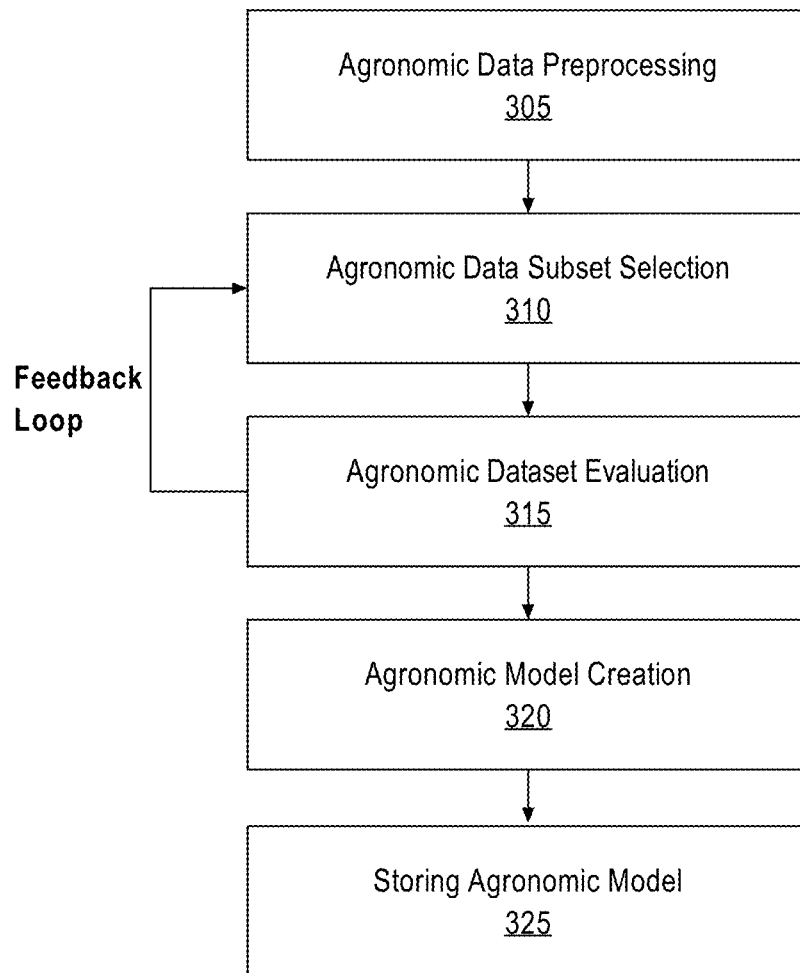 Agronomic Data Preprocessing
305
Agronomic Data Subset Selection
310
Feedback
Loop
Agronomic Dataset Evaluation
315
Agronomic Model Creation
320
Storing Agronomic Model
325